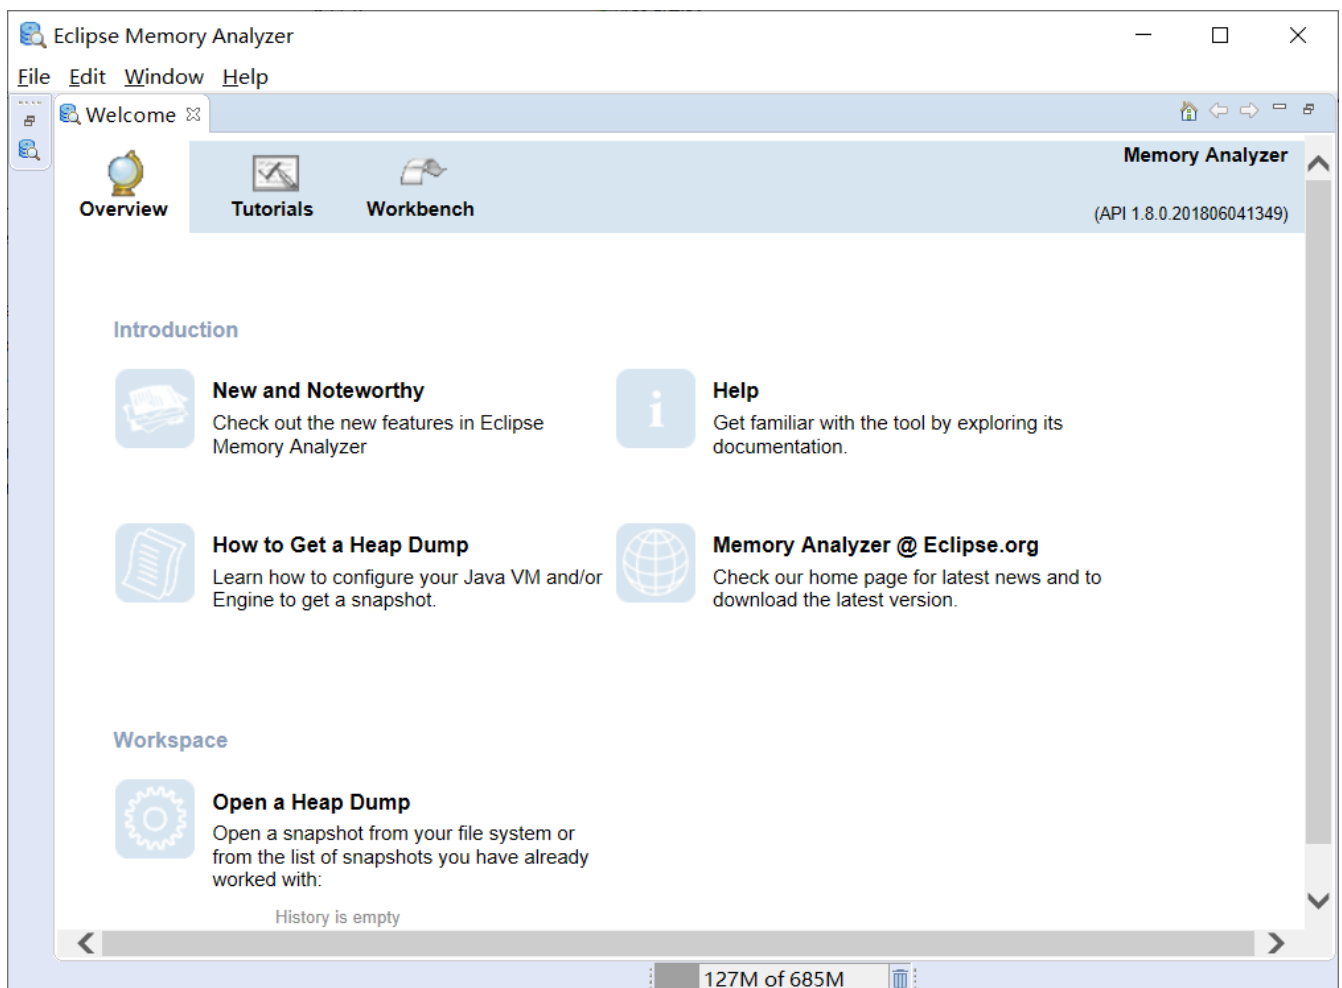 Eclipse Memory Analyzer
File Edit Window Help
Welcome
Memory Analyzer
Overview Tutorials Workbench
(API 1.8.0.201806041349)
Introduction
New and Noteworthy
Check out the new features in Eclipse
Memory Analyzer
Help
Get familiar with the tool by exploring its
documentation.
How to Get a Heap Dump
Learn how to configure your Java VM and/or
Engine to get a snapshot.
Memory Analyzer @ Eclipse.org
Check our home page for latest news and to
download the latest version.
Workspace
Open a Heap Dump
Open a snapshot from your file system or
from the list of snapshots you have already
worked with:
History is empty
127M of 685M